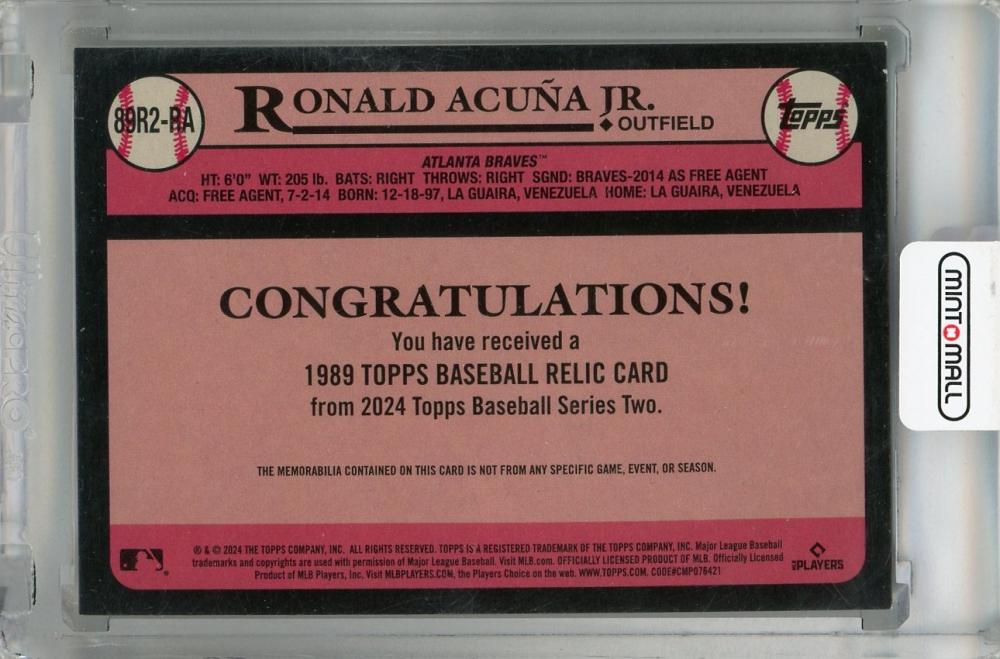 89R2-RA
RONALD ACUÑA JR.
◆ OUTFIELD
TOPPS
ATLANTA BRAVES™
HT: 6'0" WT: 205 lb. BATS: RIGHT THROWS: RIGHT SGND: BRAVES-2014 AS FREE AGENT
ACQ: FREE AGENT, 7-2-14 BORN: 12-18-97, LA GUAIRA, VENEZUELA HOME: LA GUAIRA, VENEZUELA
CONGRATULATIONS!
You have received a
1989 TOPPS BASEBALL RELIC CARD
from 2024 Topps Baseball Series Two.
THE MEMORABILIA CONTAINED ON THIS CARD IS NOT FROM ANY SPECIFIC GAME, EVENT, OR SEASON.
® & © 2024 THE TOPPS COMPANY, INC. ALL RIGHTS RESERVED. TOPPS IS A REGISTERED TRADEMARK OF THE TOPPS COMPANY, INC. Major League Baseball
trademarks and copyrights are used with permission of Major League Baseball. Visit MLB.com. OFFICIALLY LICENSED PRODUCT OF MLB. Officially Licensed
Product of MLB Players, Inc. Visit MLBPLAYERS.com, the Players Choice on the web. WWW.TOPPS.COM. CODE#CMP076421
MLB PLAYERS
MINT MALL